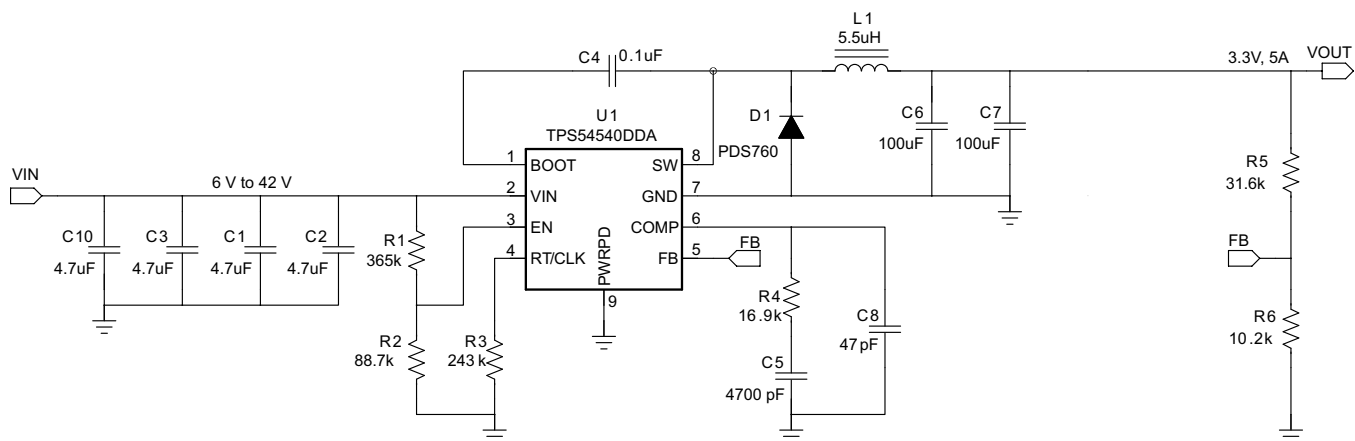 L1
5.5uH
C4
0.1uF
3.3V, 5A
VOUT
U1
TPS54540DDA
D1
PDS760
C6
100uF
C7
100uF
1
BOOT
SW
8
2
VIN
GND
7
3
EN
COMP
6
4
RT/CLK
FB
5
PWRPD
9
FB
VIN
6 V to 42 V
C10
4.7uF
C3
4.7uF
C1
4.7uF
C2
4.7uF
R1
365k
R2
88.7k
R3
243 k
R4
16.9k
C5
4700 pF
C8
47 pF
R5
31.6k
FB
R6
10.2k